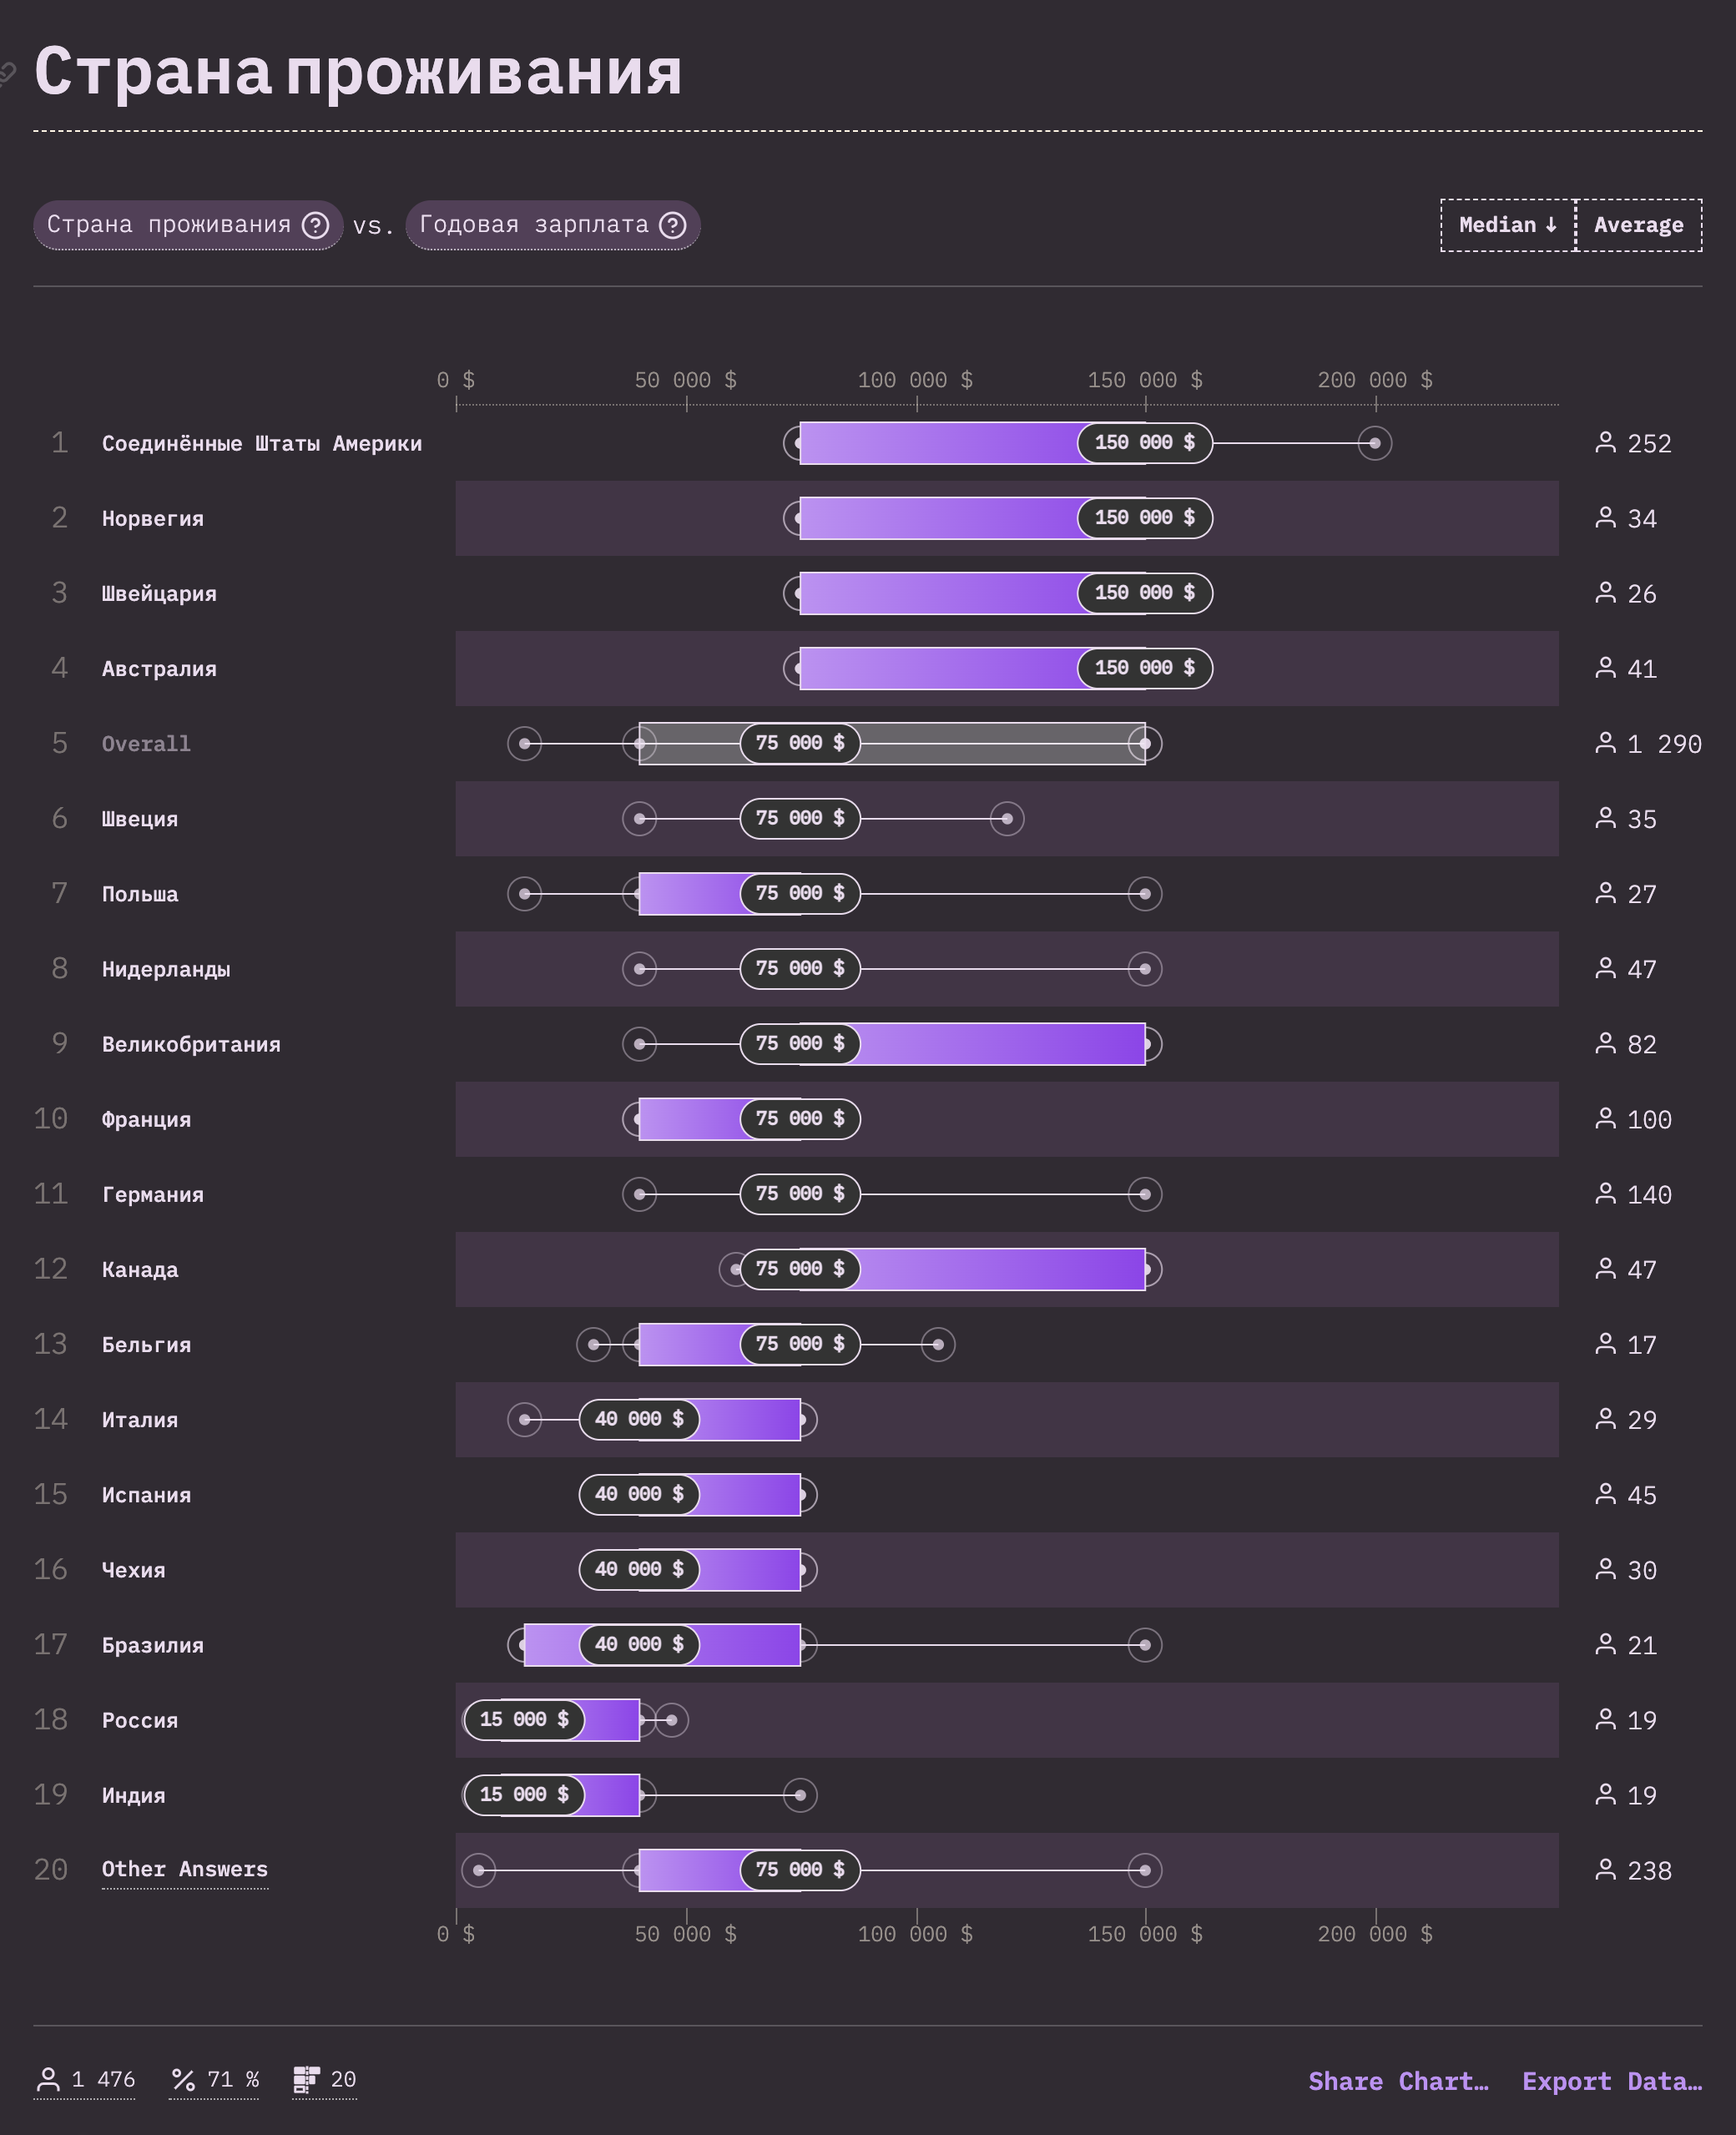 Страна проживания
Страна проживания ? vs. Годовая зарплата ?
Median ↓ Average
0 $ 50 000 $ 100 000 $ 150 000 $ 200 000 $
1 Соединённые Штаты Америки 150 000 $ 252
2 Норвегия 150 000 $ 34
3 Швейцария 150 000 $ 26
4 Австралия 150 000 $ 41
5 Overall 75 000 $ 1 290
6 Швеция 75 000 $ 35
7 Польша 75 000 $ 27
8 Нидерланды 75 000 $ 47
9 Великобритания 75 000 $ 82
10 Франция 75 000 $ 100
11 Германия 75 000 $ 140
12 Канада 75 000 $ 47
13 Бельгия 75 000 $ 17
14 Италия 40 000 $ 29
15 Испания 40 000 $ 45
16 Чехия 40 000 $ 30
17 Бразилия 40 000 $ 21
18 Россия 15 000 $ 19
19 Индия 15 000 $ 19
20 Other Answers 75 000 $ 238
0 $ 50 000 $ 100 000 $ 150 000 $ 200 000 $
1 476 71 % 20
Share Chart… Export Data…